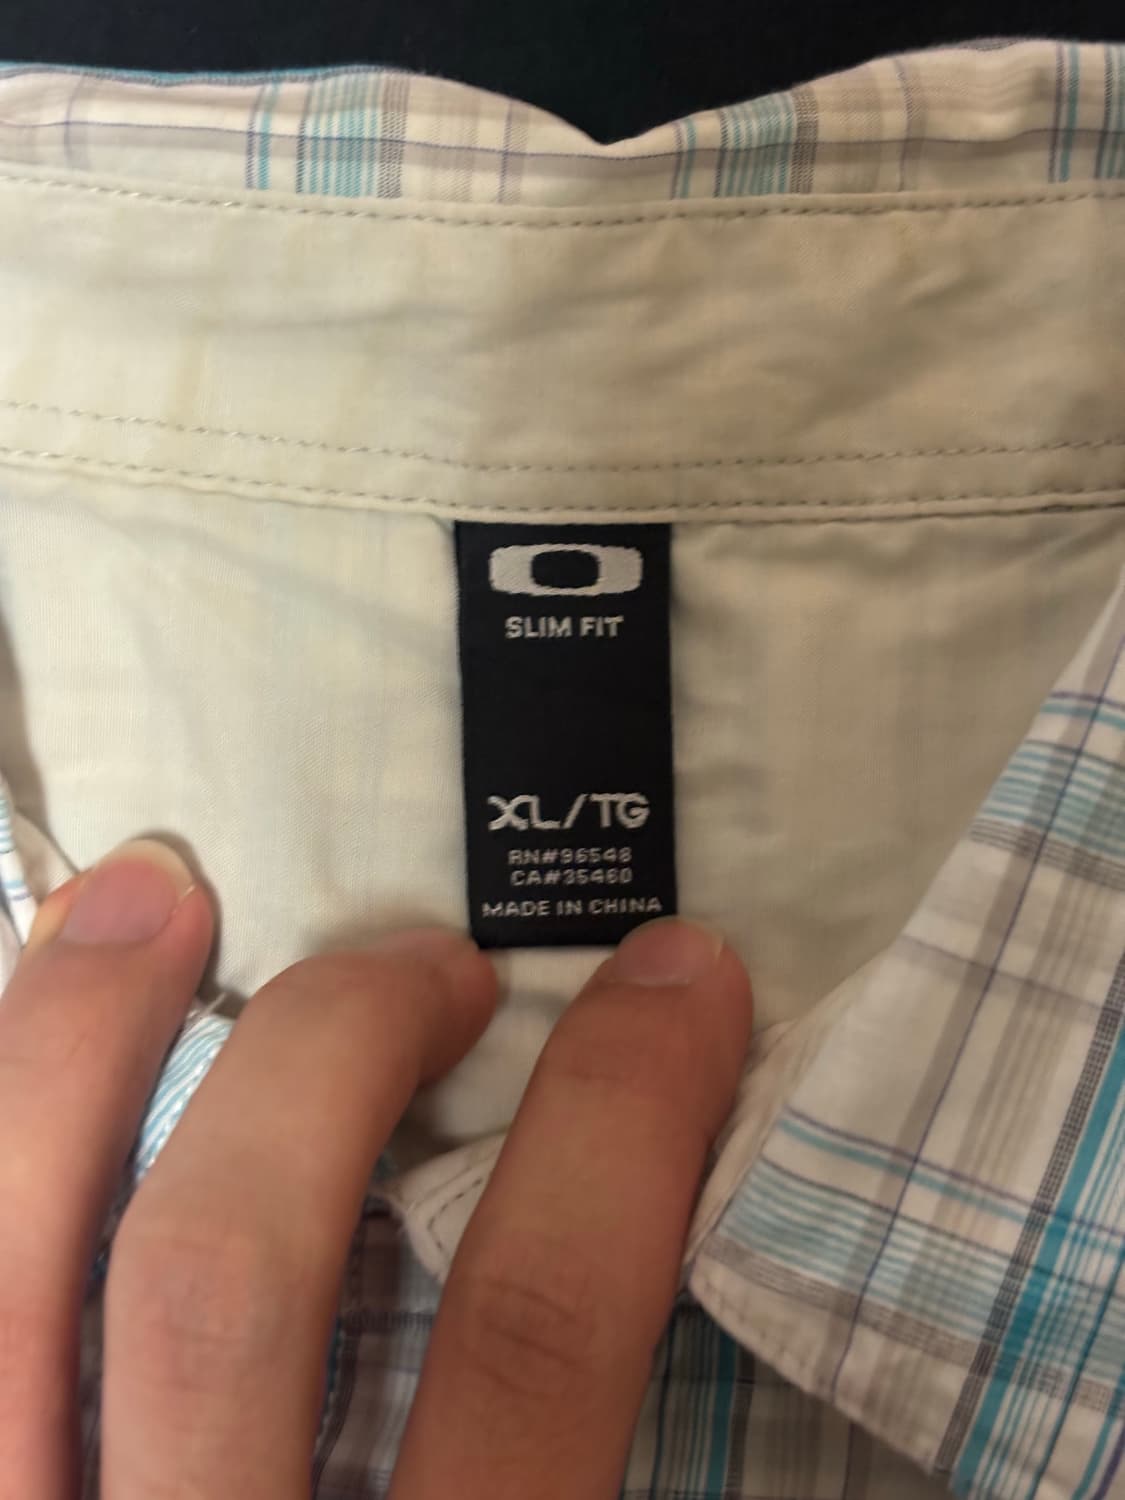 SLIM FIT
XL/TG
RN#96548
CA#35460
MADE IN CHINA